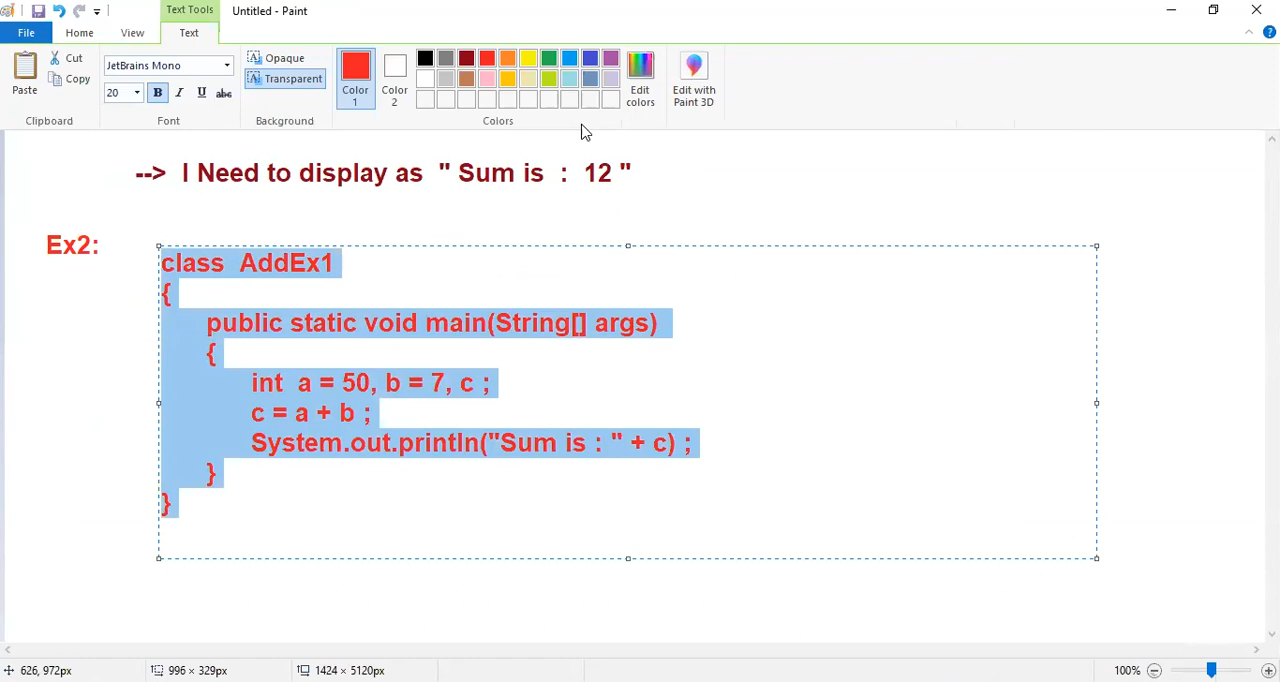 Text Tools
Untitled - Paint
File
Home
View
Text
Paste
Cut
Copy
Clipboard
JetBrains Mono
20
B
I
U
abc
Font
Opaque
Transparent
Background
Color 1
Color 2
Colors
Edit colors
Edit with Paint 3D
--> I Need to display as " Sum is : 12 "
Ex2:
class AddEx1
{
public static void main(String[] args)
{
int a = 50, b = 7, c ;
c = a + b ;
System.out.println("Sum is : " + c) ;
}
}
626, 972px
996 × 329px
1424 × 5120px
100%